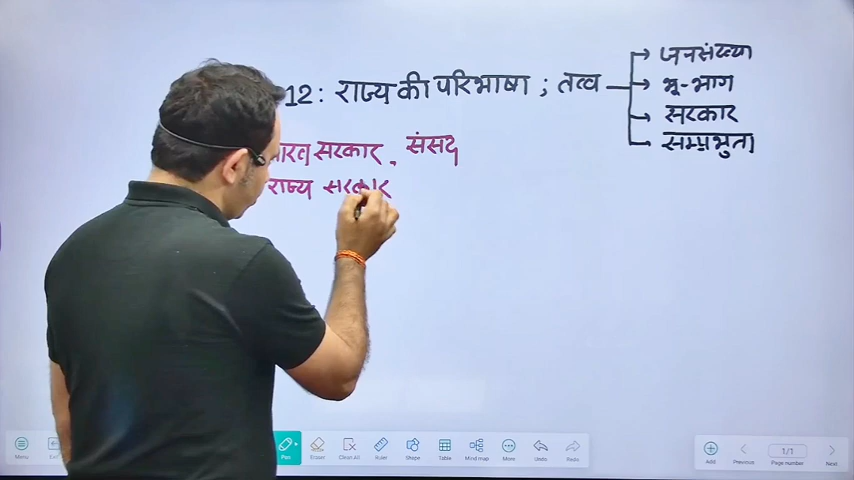 12: राज्य की परिभाषा ; तत्व
जनसंख्या
भू-भाग
सरकार
सम्प्रभुता
सरकार , संसद
राज्य सरकार
Menu
Pen
Eraser
Clean All
Ruler
Shape
Table
Mind map
More
Undo
Redo
Add
Previous
1/1
Page number
Next